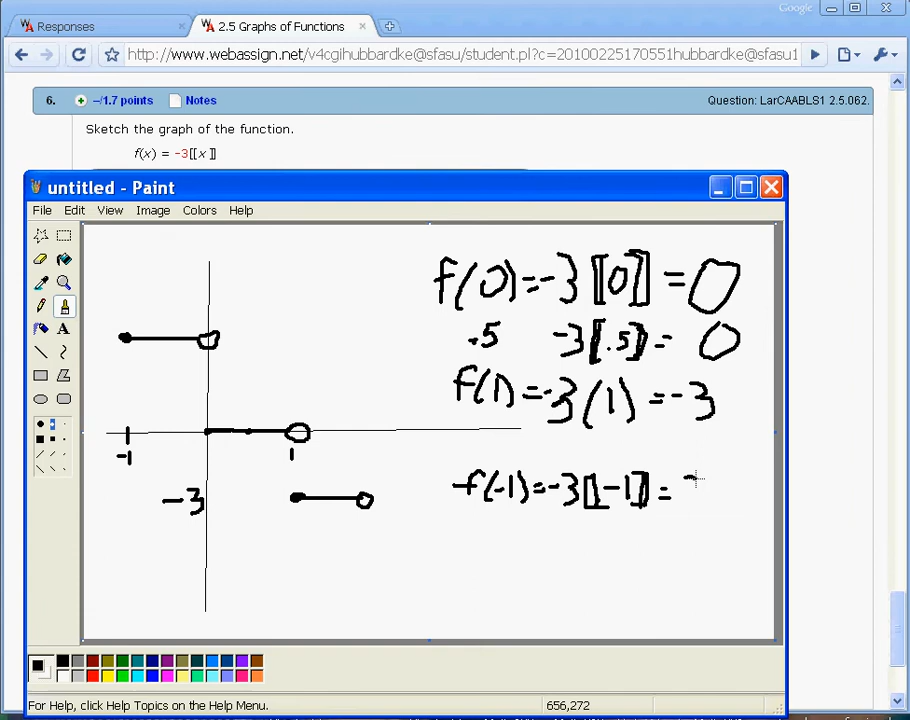 Google
Responses
2.5 Graphs of Functions
http://www.webassign.net/v4cgihubbardke@sfasu/student.pl?c=20100225170551hubbardke@sfasu1
6. –/1.7 points Notes Question: LarCAABLS1 2.5.062.
Sketch the graph of the function.
f(x) = -3[[x ]]
untitled - Paint
File Edit View Image Colors Help
f(0)=-3[[0]] = 0
.5 -3[[.5]]= 0
f(1)=-3(1)=-3
-1
1
-3
f(-1)=-3[[-1]]=
For Help, click Help Topics on the Help Menu.
656,272